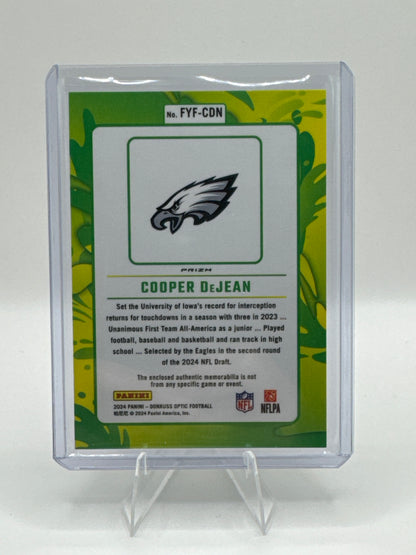 No. FYF-CDN
PRIZM
COOPER DeJEAN
Set the University of Iowa's record for interception
returns for touchdowns in a season with three in 2023 ...
Unanimous First Team All-America as a junior ... Played
football, baseball and basketball and ran track in high
school ... Selected by the Eagles in the second round
of the 2024 NFL Draft.
The enclosed authentic memorabilia is not
from any specific game or event.
PANINI
2024 PANINI – DONRUSS OPTIC FOOTBALL
© 2024 Panini America, Inc.
NFL
NFLPA